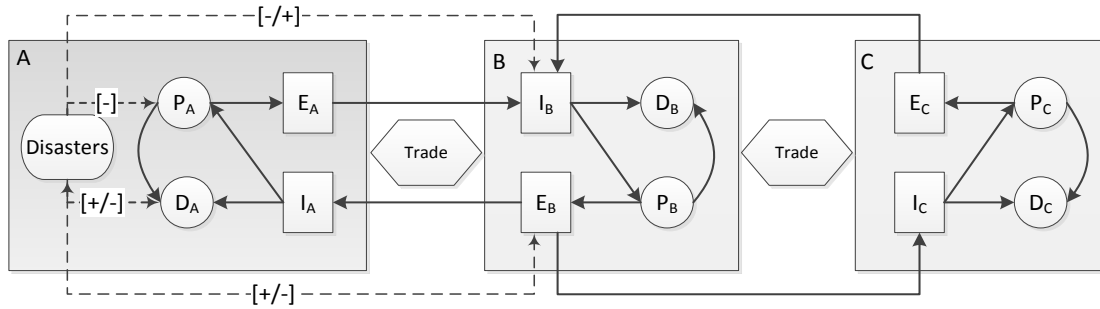 [-/+]
A
B
C
[-]
P_A
E_A
I_B
D_B
E_C
P_C
Disasters
Trade
Trade
[+/-]
D_A
I_A
E_B
P_B
I_C
D_C
[+/-]